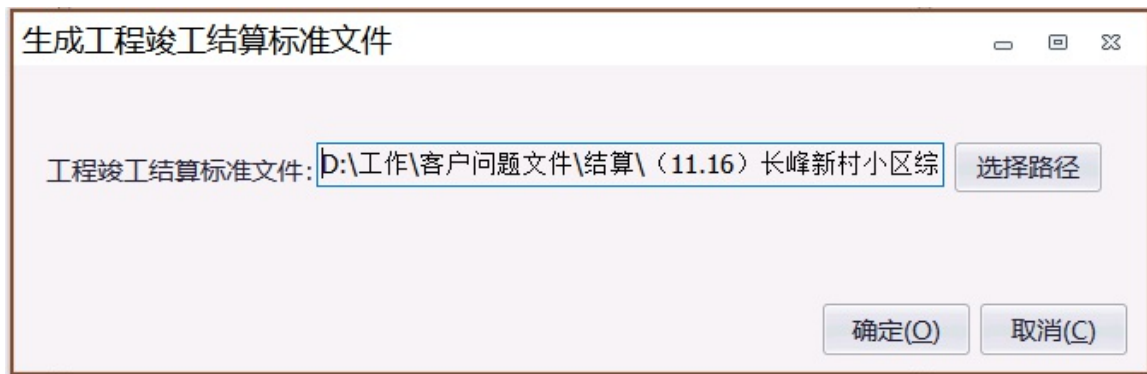 生成工程竣工结算标准文件
工程竣工结算标准文件: D:\工作\客户问题文件\结算\（11.16）长峰新村小区综 选择路径
确定(O) 取消(C)